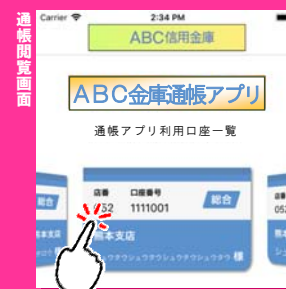 通帳閲覧画面
Carrier 2:34 PM
ABC信用金庫
ABC金庫通帳アプリ
通帳アプリ利用口座一覧
店番 口座番号
052 1111001
総合
熊本支店
様
総合